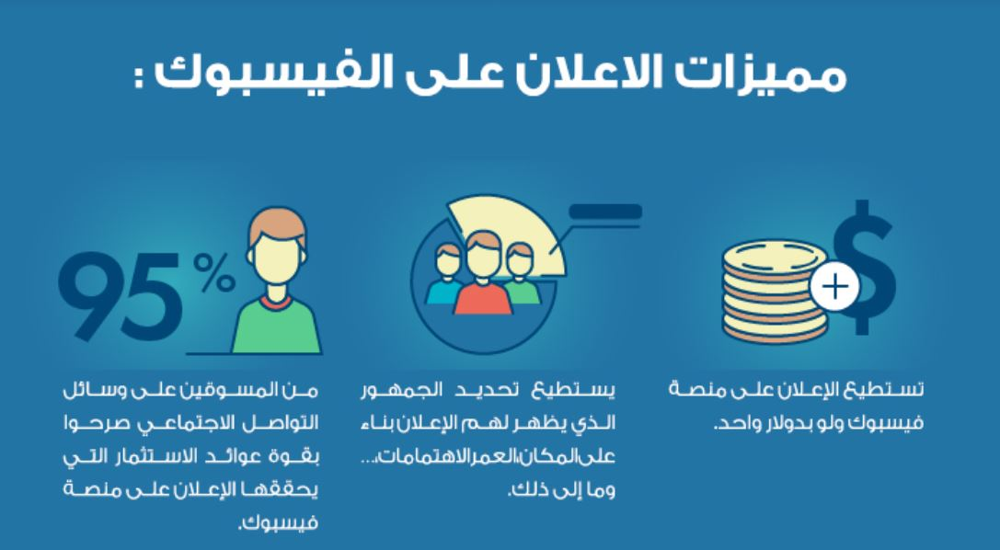 مميزات الاعلان على الفيسبوك :
تستطيع الإعلان على منصة
فيسبوك ولو بدولار واحد.
يستطيع تحديد الجمهور
الذي يظهر لهم الإعلان بناء
على المكان،العمر،الاهتمامات،...
وما إلى ذلك.
95%
من المسوقين على وسائل
التواصل الاجتماعي صرحوا
بقوة عوائد الاستثمار التي
يحققها الإعلان على منصة
فيسبوك.
$
+